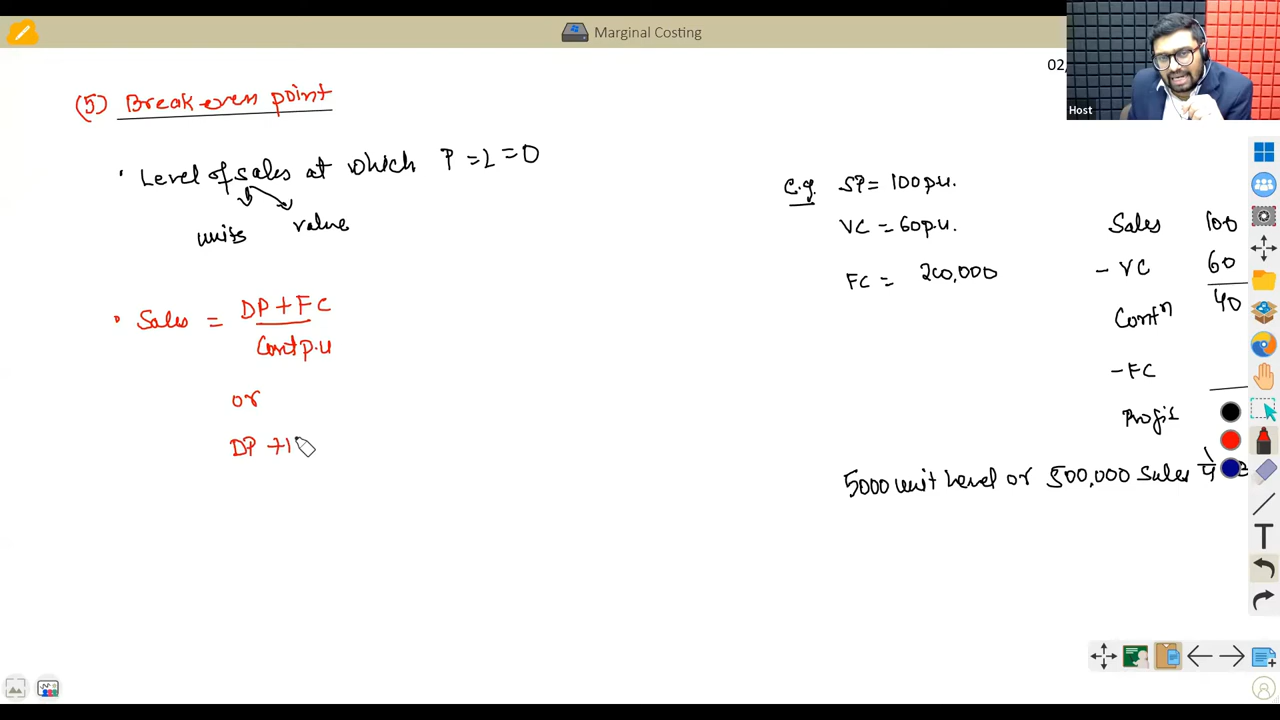 Marginal Costing
02,
Host
(5) Break even point
• Level of sales at which P = L = 0
units value
e.g. SP = 100 p.u.
VC = 60 p.u.
FC = 200,000
Sales 100
- VC 60
Contn 40
- FC
Profit
• Sales = DP + FC
Cont p.u
or
DP +
5000 unit Level or 500,000 Sales
T